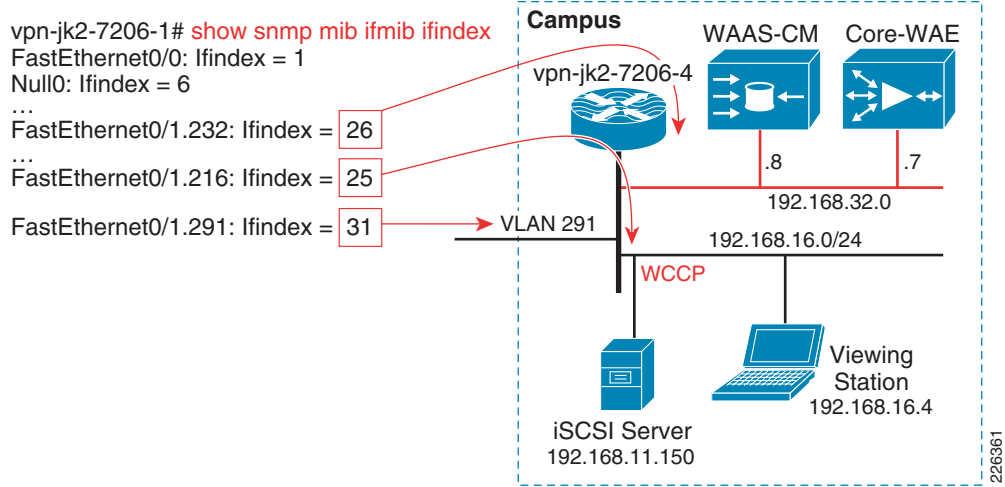 vpn-jk2-7206-1# show snmp mib ifmib ifindex
FastEthernet0/0: Ifindex = 1
Null0: Ifindex = 6
…
FastEthernet0/1.232: Ifindex = 26
…
FastEthernet0/1.216: Ifindex = 25
FastEthernet0/1.291: Ifindex = 31
Campus
WAAS-CM
Core-WAE
vpn-jk2-7206-4
.8
.7
192.168.32.0
VLAN 291
192.168.16.0/24
WCCP
iSCSI Server
192.168.11.150
Viewing
Station
192.168.16.4
226361